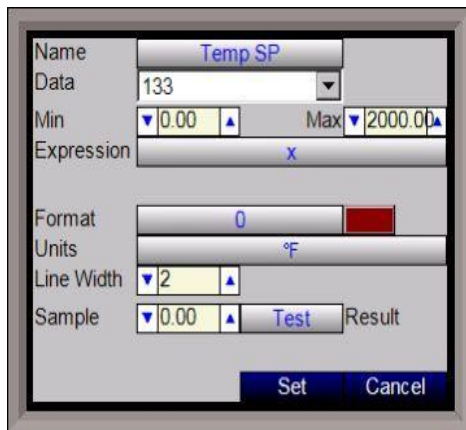 Name Temp SP
Data 133
Min 0.00 Max 2000.00
Expression x
Format 0
Units °F
Line Width 2
Sample 0.00 Test Result
Set Cancel